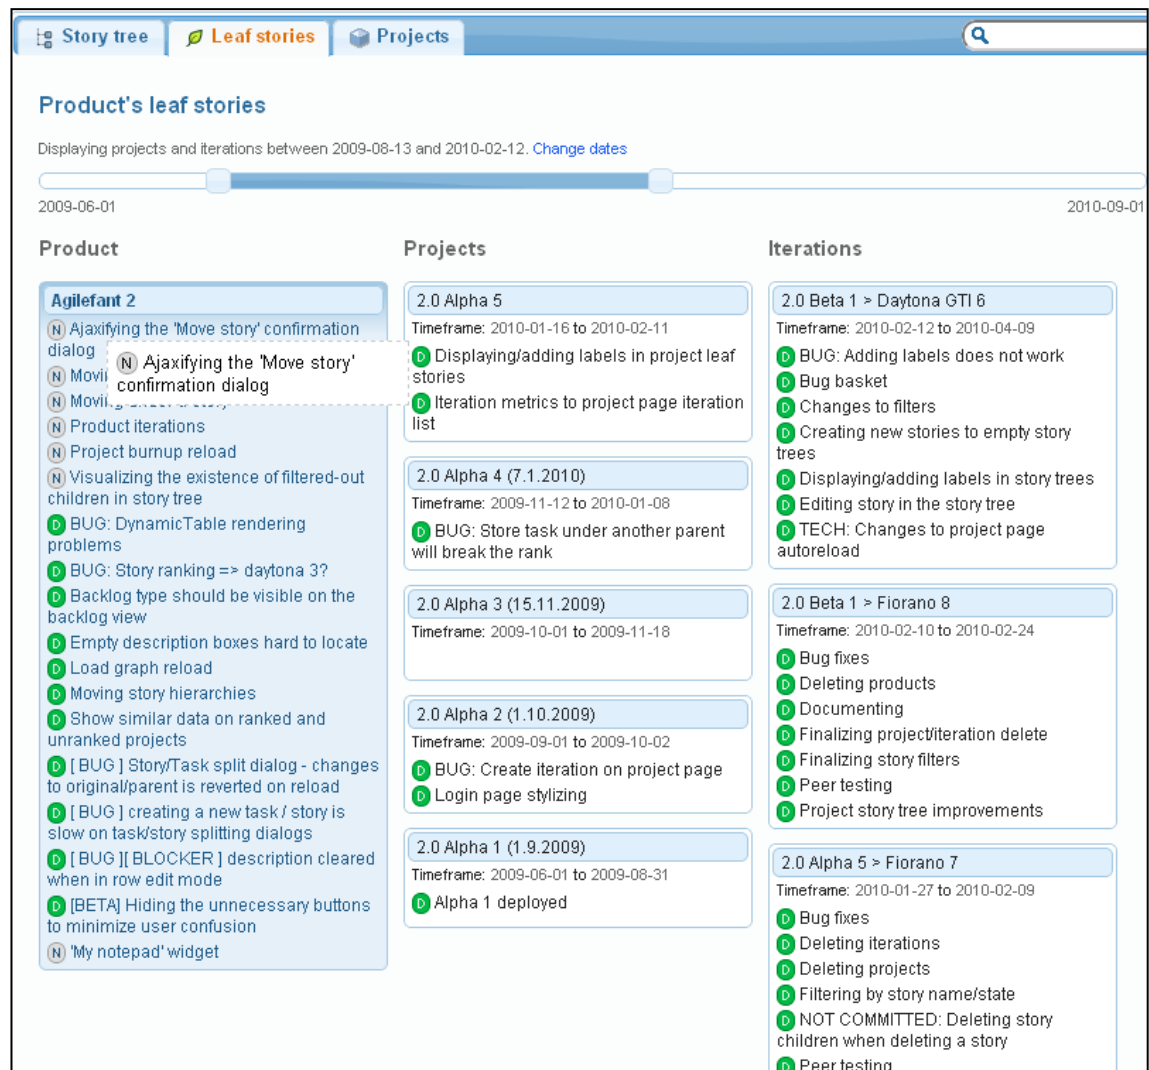 Story tree
Leaf stories
Projects
Product's leaf stories
Displaying projects and iterations between 2009-08-13 and 2010-02-12. Change dates
2009-06-01
2010-09-01
Product
Agilefant 2
N Ajaxifying the 'Move story' confirmation
dialog
N Ajaxifying the 'Move story'
confirmation dialog
N
N
N Product iterations
N Project burnup reload
N Visualizing the existence of filtered-out
children in story tree
D BUG: DynamicTable rendering
problems
D BUG: Story ranking => daytona 3?
D Backlog type should be visible on the
backlog view
D Empty description boxes hard to locate
D Load graph reload
D Moving story hierarchies
D Show similar data on ranked and
unranked projects
D [ BUG ] Story/Task split dialog - changes
to original/parent is reverted on reload
D [ BUG ] creating a new task / story is
slow on task/story splitting dialogs
D [ BUG ][ BLOCKER ] description cleared
when in row edit mode
D [BETA] Hiding the unnecessary buttons
to minimize user confusion
N 'My notepad' widget
Projects
2.0 Alpha 5
Timeframe: 2010-01-16 to 2010-02-11
D Displaying/adding labels in project leaf
stories
D Iteration metrics to project page iteration
list
2.0 Alpha 4 (7.1.2010)
Timeframe: 2009-11-12 to 2010-01-08
D BUG: Store task under another parent
will break the rank
2.0 Alpha 3 (15.11.2009)
Timeframe: 2009-10-01 to 2009-11-18
2.0 Alpha 2 (1.10.2009)
Timeframe: 2009-09-01 to 2009-10-02
D BUG: Create iteration on project page
D Login page stylizing
2.0 Alpha 1 (1.9.2009)
Timeframe: 2009-06-01 to 2009-08-31
D Alpha 1 deployed
Iterations
2.0 Beta 1 > Daytona GTI 6
Timeframe: 2010-02-12 to 2010-04-09
D BUG: Adding labels does not work
D Bug basket
D Changes to filters
D Creating new stories to empty story
trees
D Displaying/adding labels in story trees
D Editing story in the story tree
D TECH: Changes to project page
autoreload
2.0 Beta 1 > Fiorano 8
Timeframe: 2010-02-10 to 2010-02-24
D Bug fixes
D Deleting products
D Documenting
D Finalizing project/iteration delete
D Finalizing story filters
D Peer testing
D Project story tree improvements
2.0 Alpha 5 > Fiorano 7
Timeframe: 2010-01-27 to 2010-02-09
D Bug fixes
D Deleting iterations
D Deleting projects
D Filtering by story name/state
D NOT COMMITTED: Deleting story
children when deleting a story
D Peer testing